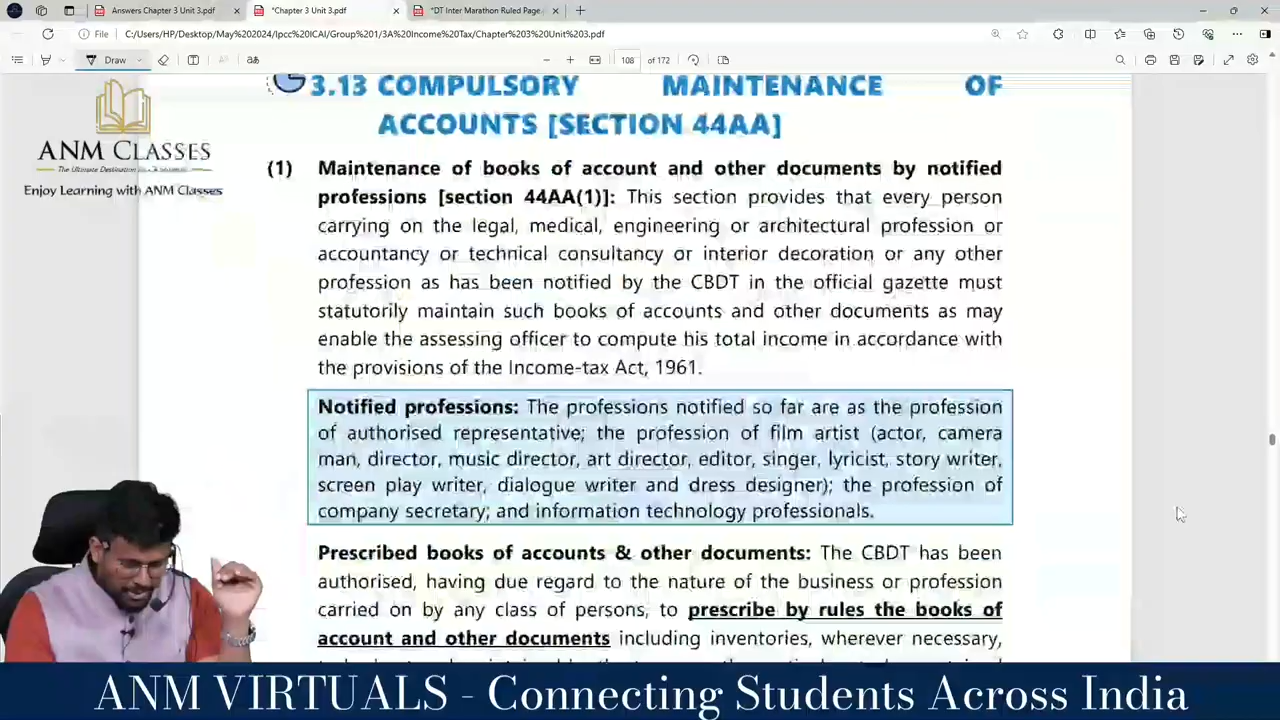 Answers Chapter 3 Unit 3.pdf
*Chapter 3 Unit 3.pdf
*DT Inter Marathon Ruled Page.
File
C:/Users/HP/Desktop/May%202024/Ipcc%20ICAI/Group%201/3A%20Income%20Tax/Chapter%203%20Unit%203.pdf
Draw
108 of 172
3.13 COMPULSORY MAINTENANCE OF
ACCOUNTS [SECTION 44AA]
ANM CLASSES
The Ultimate Destination
Enjoy Learning with ANM Classes
(1) Maintenance of books of account and other documents by notified
professions [section 44AA(1)]: This section provides that every person
carrying on the legal, medical, engineering or architectural profession or
accountancy or technical consultancy or interior decoration or any other
profession as has been notified by the CBDT in the official gazette must
statutorily maintain such books of accounts and other documents as may
enable the assessing officer to compute his total income in accordance with
the provisions of the Income-tax Act, 1961.
Notified professions: The professions notified so far are as the profession
of authorised representative; the profession of film artist (actor, camera
man, director, music director, art director, editor, singer, lyricist, story writer,
screen play writer, dialogue writer and dress designer); the profession of
company secretary; and information technology professionals.
Prescribed books of accounts & other documents: The CBDT has been
authorised, having due regard to the nature of the business or profession
carried on by any class of persons, to prescribe by rules the books of
account and other documents including inventories, wherever necessary,
ANM VIRTUALS - Connecting Students Across India